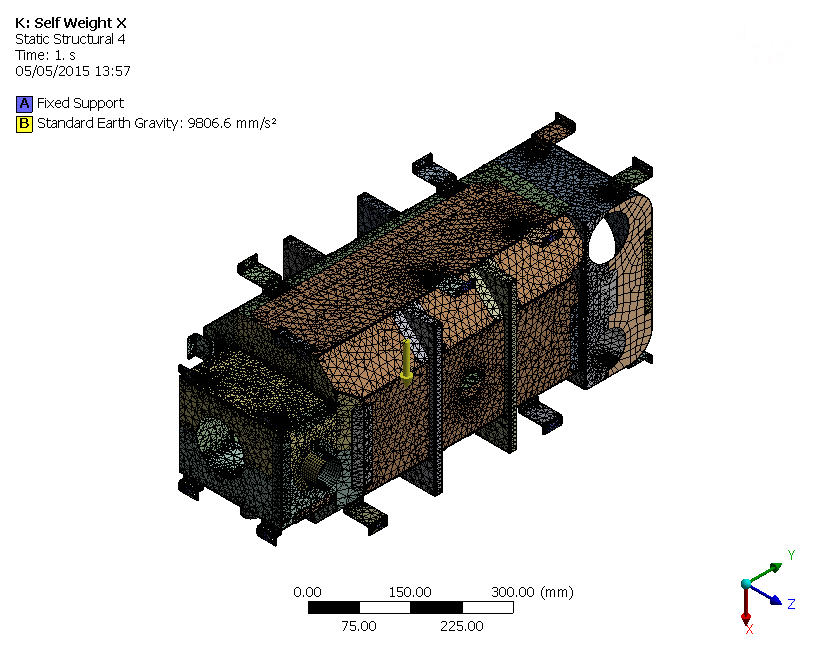 K: Self Weight X
Static Structural 4
Time: 1. s
05/05/2015 13:57
A Fixed Support
B Standard Earth Gravity: 9806.6 mm/s²
0.00 150.00 300.00 (mm)
75.00 225.00
Y
Z
X